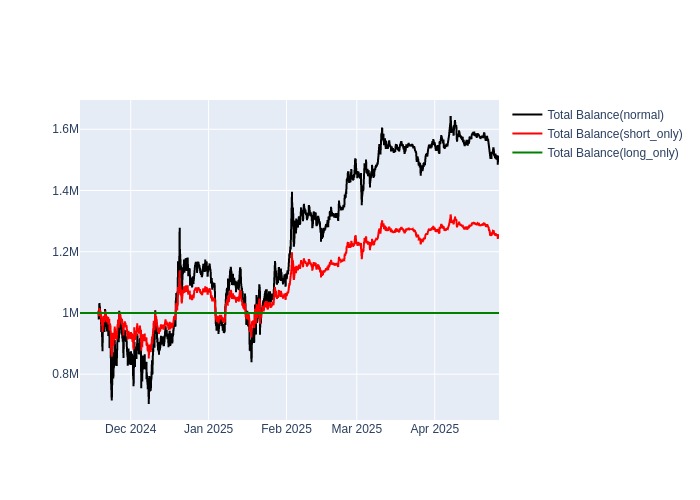 Total Balance(normal)
Total Balance(short_only)
Total Balance(long_only)
1.6M
1.4M
1.2M
1M
0.8M
Dec 2024
Jan 2025
Feb 2025
Mar 2025
Apr 2025